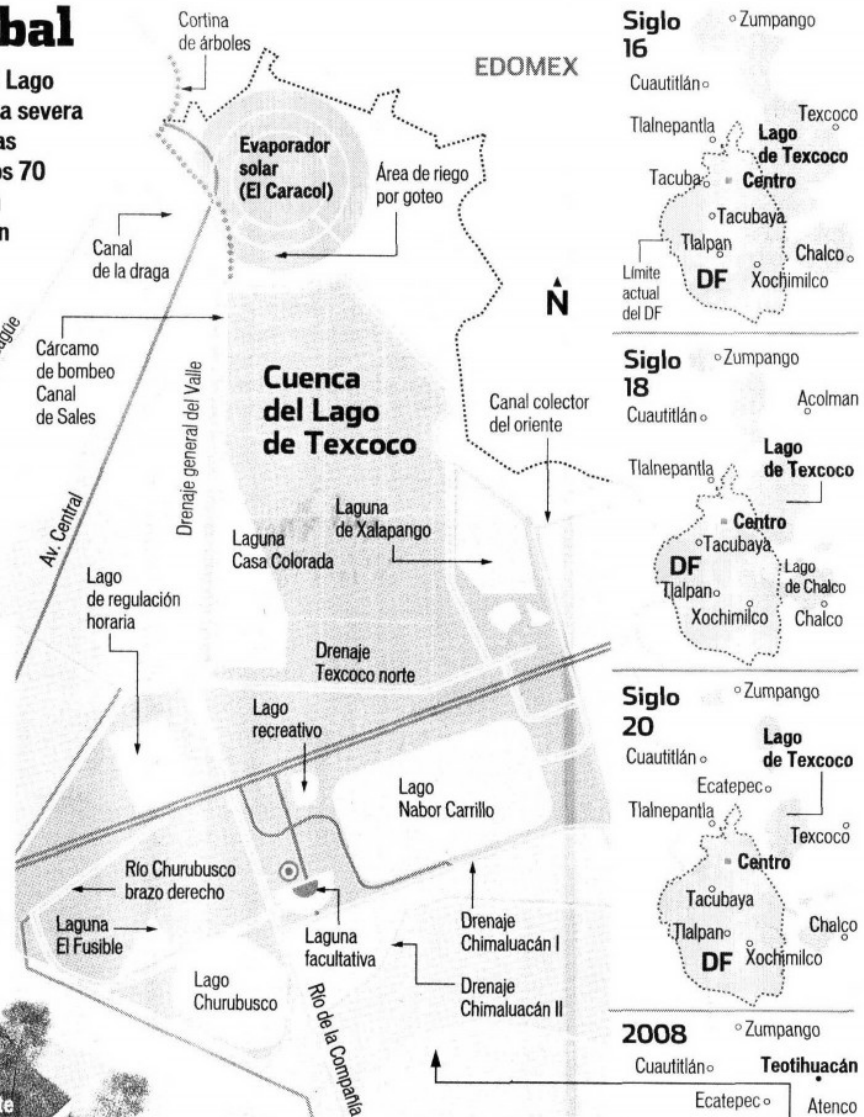 bal
Lago
a severa
as
os 70
n
Cortina
de árboles
EDOMEX
Evaporador
solar
(El Caracol)
Área de riego
por goteo
Canal
de la draga
N
Cárcamo
de bombeo
Canal
de Sales
Drenaje general del Valle
Av. Central
Cuenca
del Lago
de Texcoco
Canal colector
del oriente
Laguna
de Xalapango
Laguna
Casa Colorada
Lago
de regulación
horaria
Drenaje
Texcoco norte
Lago
recreativo
Lago
Nabor Carrillo
Río Churubusco
brazo derecho
Laguna
El Fusible
Laguna
facultativa
Drenaje
Chimaluacán I
Drenaje
Chimaluacán II
Lago
Churubusco
Río de la Compañía
te
Siglo
16
Zumpango
Cuautitlán
Texcoco
Tlalnepantla
Lago
de Texcoco
Tacuba
Centro
Tacubaya
Tlalpan
Chalco
Límite
actual
del DF
DF
Xochimilco
Siglo
18
Zumpango
Cuautitlán
Acolman
Lago
de Texcoco
Tlalnepantla
Centro
Tacubaya
DF
Lago
de Chalco
Tlalpan
Xochimilco
Chalco
Siglo
20
Zumpango
Cuautitlán
Lago
de Texcoco
Ecatepec
Tlalnepantla
Texcoco
Centro
Tacubaya
Tlalpan
Chalco
DF
Xochimilco
2008
Zumpango
Cuautitlán
Teotihuacán
Ecatepec
Atenco